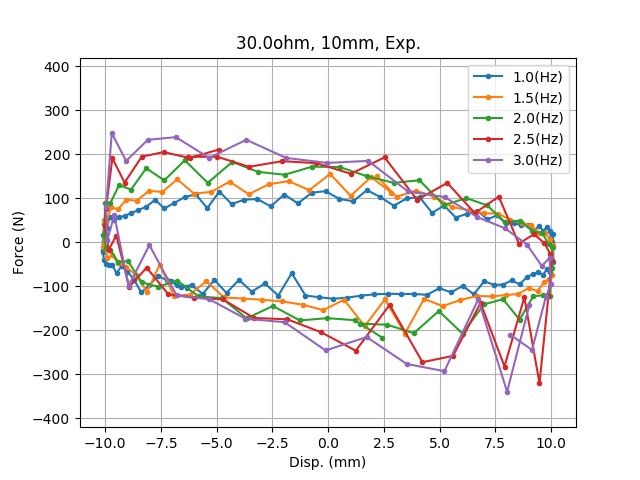 30.0ohm, 10mm, Exp.
400
300
200
100
0
−100
−200
−300
−400
Force (N)
1.0(Hz)
1.5(Hz)
2.0(Hz)
2.5(Hz)
3.0(Hz)
−10.0 −7.5 −5.0 −2.5 0.0 2.5 5.0 7.5 10.0
Disp. (mm)